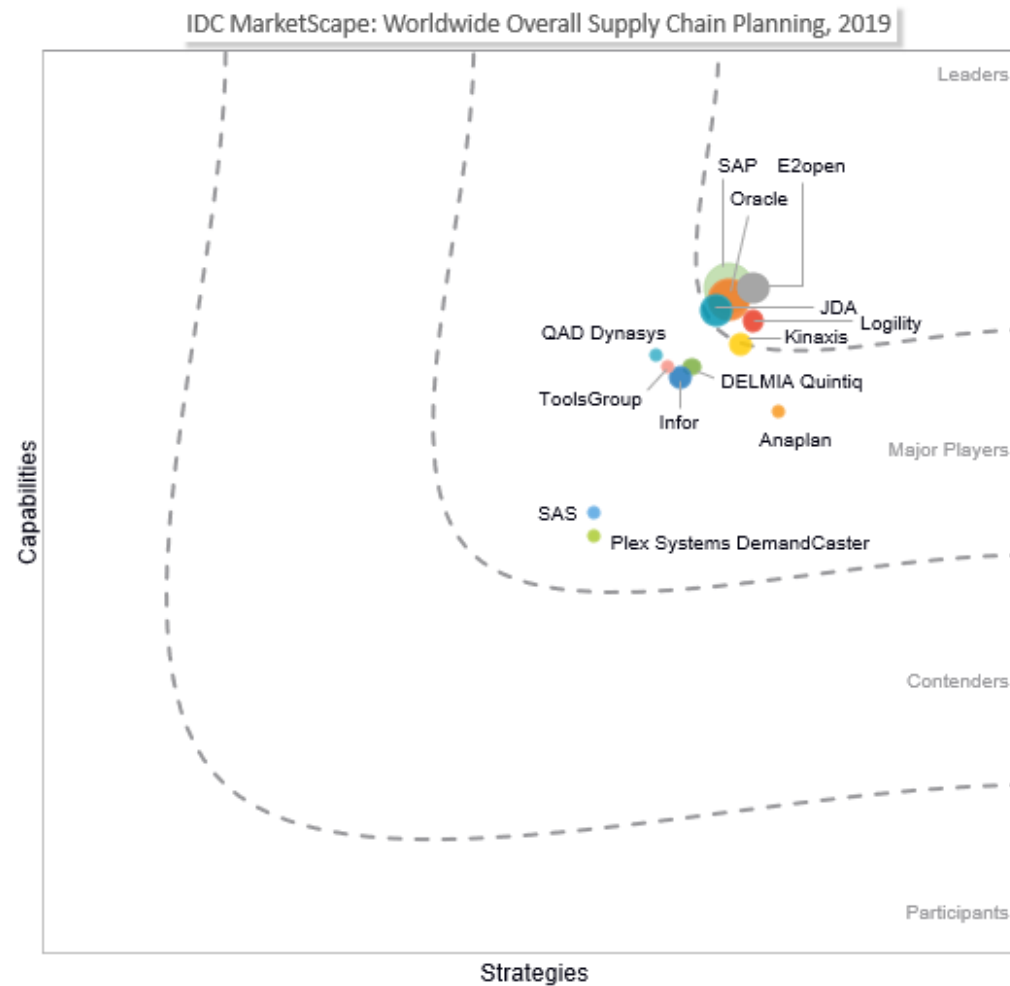 IDC MarketScape: Worldwide Overall Supply Chain Planning, 2019
Leaders
SAP
E2open
Oracle
JDA
Logility
QAD Dynasys
Kinaxis
DELMIA Quintiq
ToolsGroup
Infor
Anaplan
Major Players
Capabilities
SAS
Plex Systems DemandCaster
Contenders
Participants
Strategies